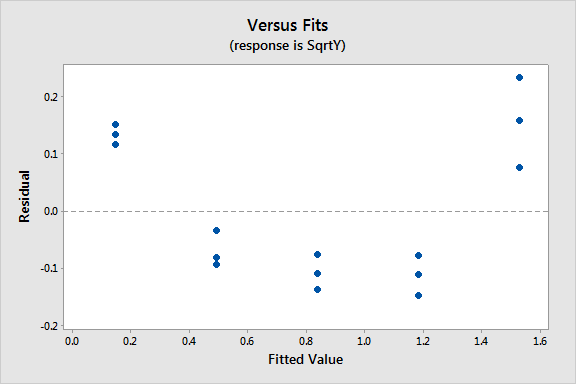 Versus Fits
(response is SqrtY)
0.2
0.1
0.0
-0.1
-0.2
Residual
0.0 0.2 0.4 0.6 0.8 1.0 1.2 1.4 1.6
Fitted Value